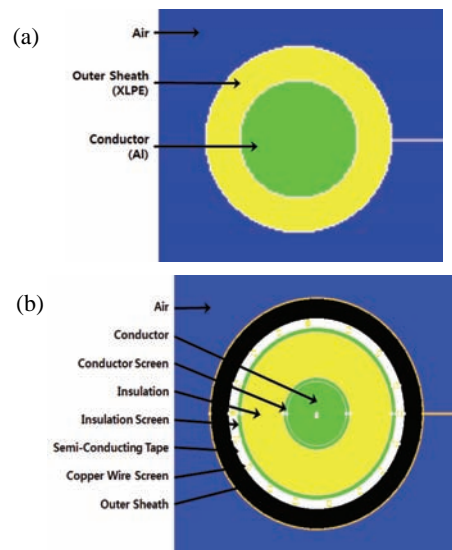 (a)
Air
Outer Sheath
(XLPE)
Conductor
(Al)
(b)
Air
Conductor
Conductor Screen
Insulation
Insulation Screen
Semi-Conducting Tape
Copper Wire Screen
Outer Sheath